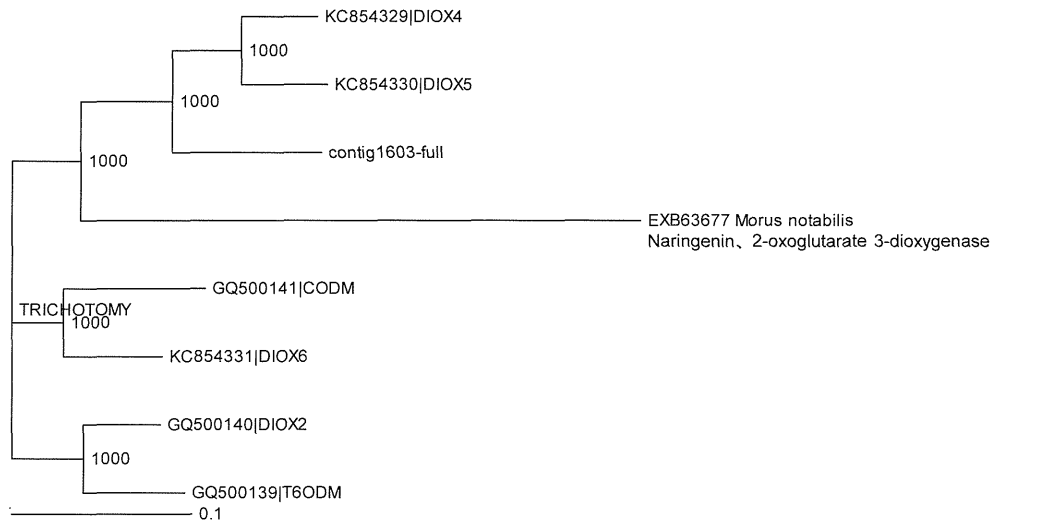 KC854329|DIOX4
1000
KC854330|DIOX5
1000
contig1603-full
1000
EXB63677 Morus notabilis
Naringenin、2-oxoglutarate 3-dioxygenase
GQ500141|CODM
TRICHOTOMY
1000
KC854331|DIOX6
GQ500140|DIOX2
1000
GQ500139|T6ODM
0.1